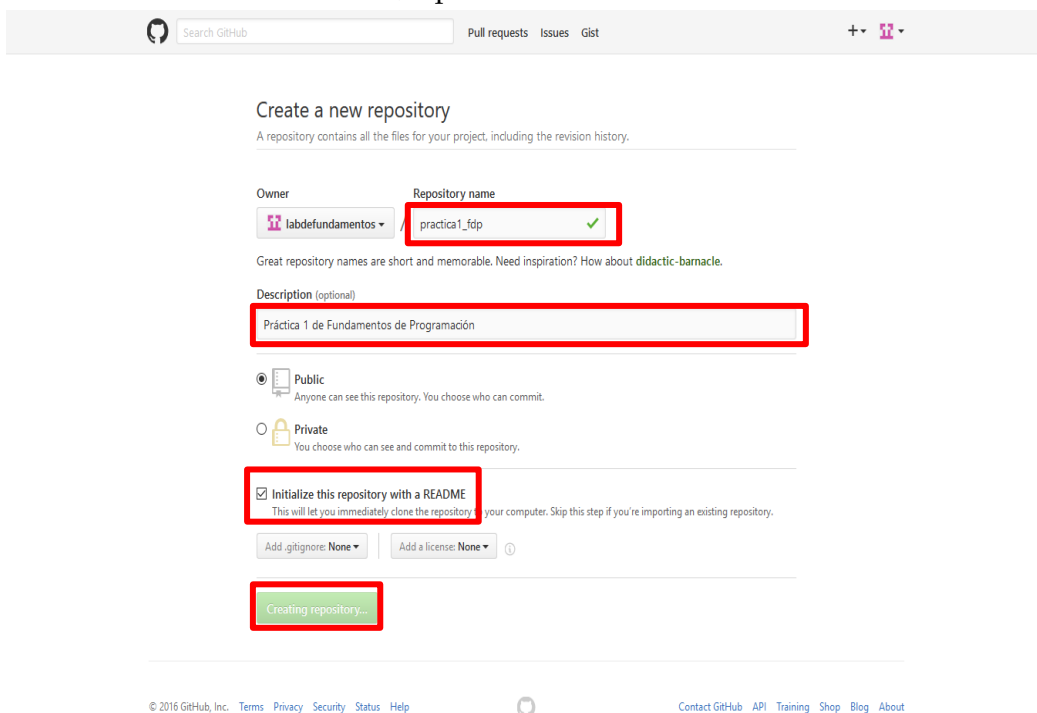 Search GitHub Pull requests Issues Gist
Create a new repository
A repository contains all the files for your project, including the revision history.
Owner Repository name
labdefundamentos / practica1_fdp
Great repository names are short and memorable. Need inspiration? How about didactic-barnacle.
Description (optional)
Práctica 1 de Fundamentos de Programación
Public
Anyone can see this repository. You choose who can commit.
Private
You choose who can see and commit to this repository.
Initialize this repository with a README
This will let you immediately clone the repository to your computer. Skip this step if you're importing an existing repository.
Add .gitignore: None Add a license: None
Creating repository...
© 2016 GitHub, Inc. Terms Privacy Security Status Help Contact GitHub API Training Shop Blog About